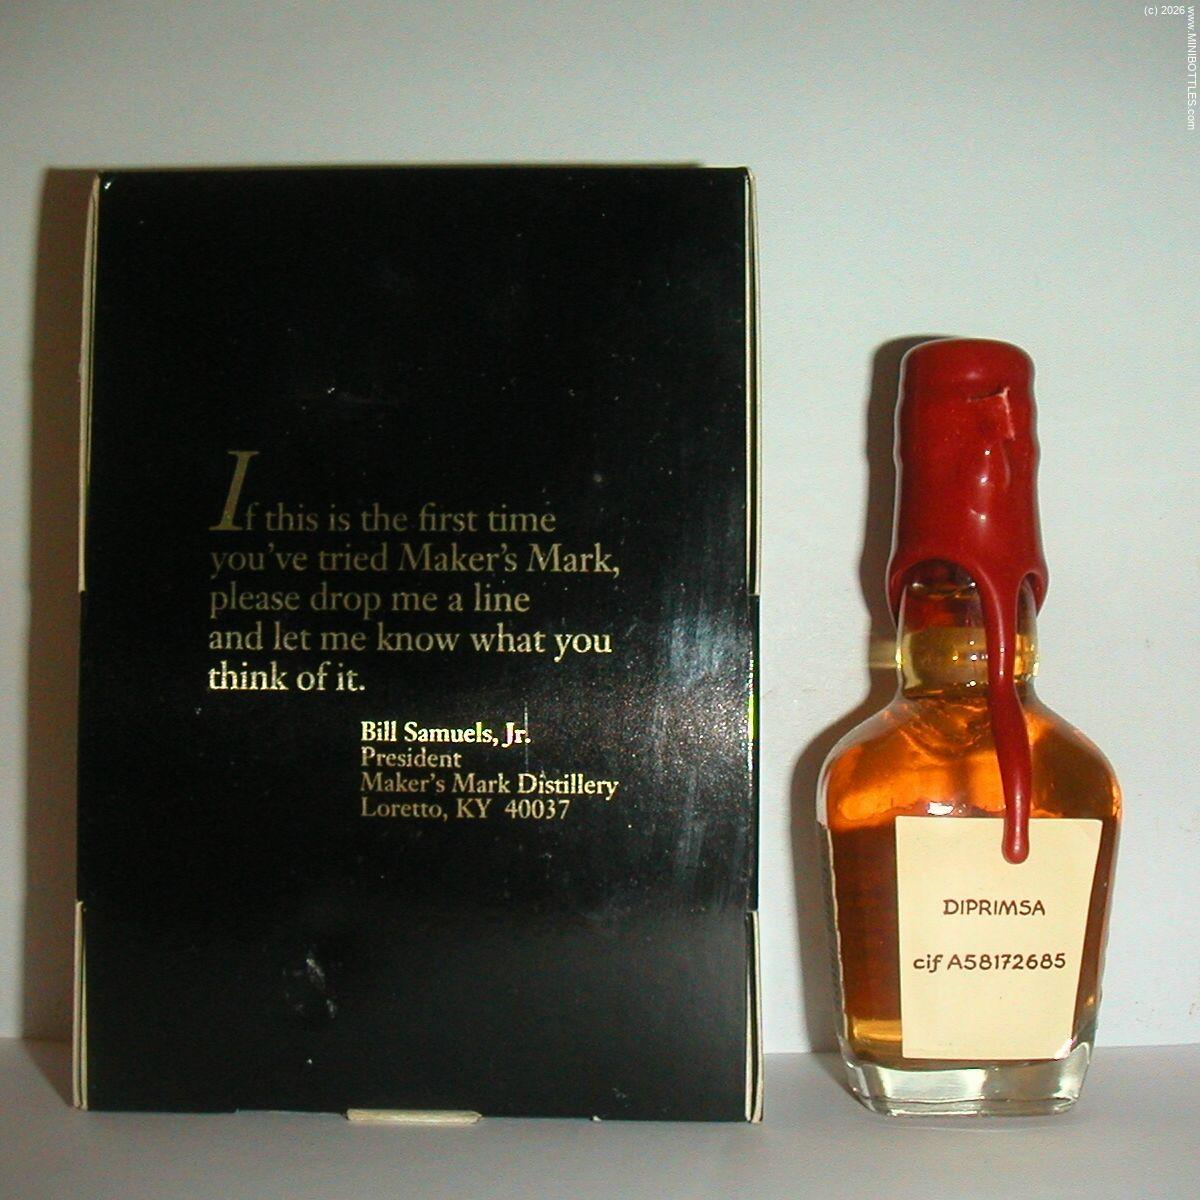 (c) 2026 www.MINIBOTTLES.com
If this is the first time
you've tried Maker's Mark,
please drop me a line
and let me know what you
think of it.
Bill Samuels, Jr.
President
Maker's Mark Distillery
Loretto, KY 40037
DIPRIMSA
cif A58172685